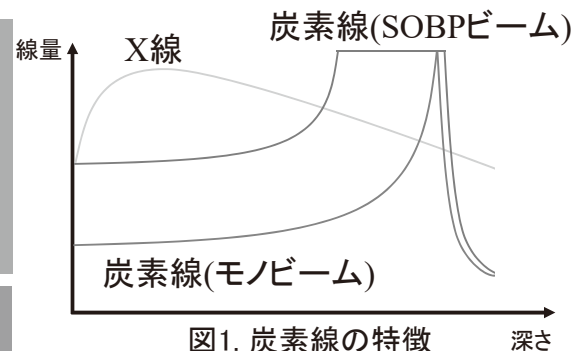 炭素線(SOBPビーム)
線量
X線
炭素線(モノビーム)
図1. 炭素線の特徴
深さ